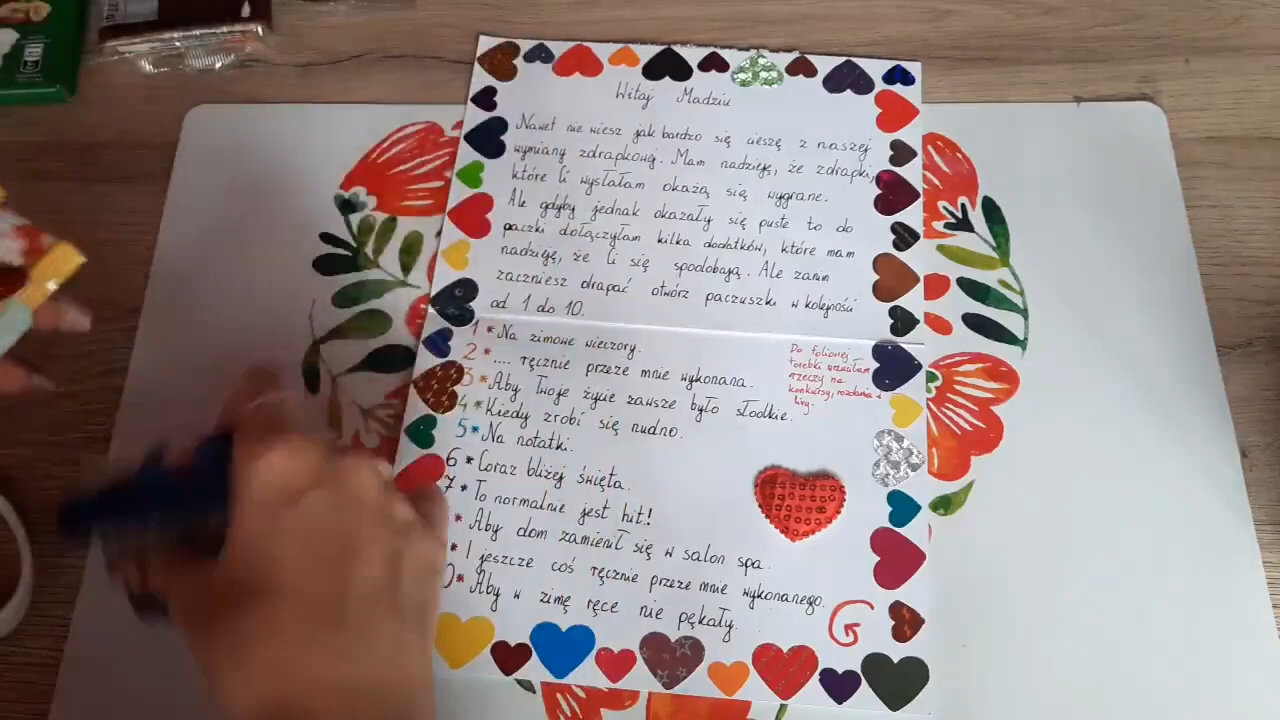 Witaj Madziu
Nawet nie wiesz jak bardzo się cieszę z naszej
wymiany zdrapkowej. Mam nadzieję, że zdrapki,
które Ci wysłałam okażą się wygrane.
Ale gdyby jednak okazały się puste to do
paczki dołączyłam kilka dodatków, które mam
nadzieję, że Ci się spodobają. Ale zanim
zaczniesz drapać otwórz paczuszki w kolejności
od 1 do 10.
1 * Na zimowe wieczory.
2 * .... ręcznie przeze mnie wykonana.
3 * Aby Twoje życie zawsze było słodkie.
4 * Kiedy zrobi się nudno.
5 * Na notatki.
6 * Coraz bliżej święta.
7 * To normalnie jest hit!
* Aby dom zamienił się w salon spa.
* I jeszcze coś ręcznie przeze mnie wykonanego.
0 * Aby w zimę ręce nie pękały.
Do foliowej
torebki wrzuciłam
rzeczy na
konkursy, rozdania i
livy.